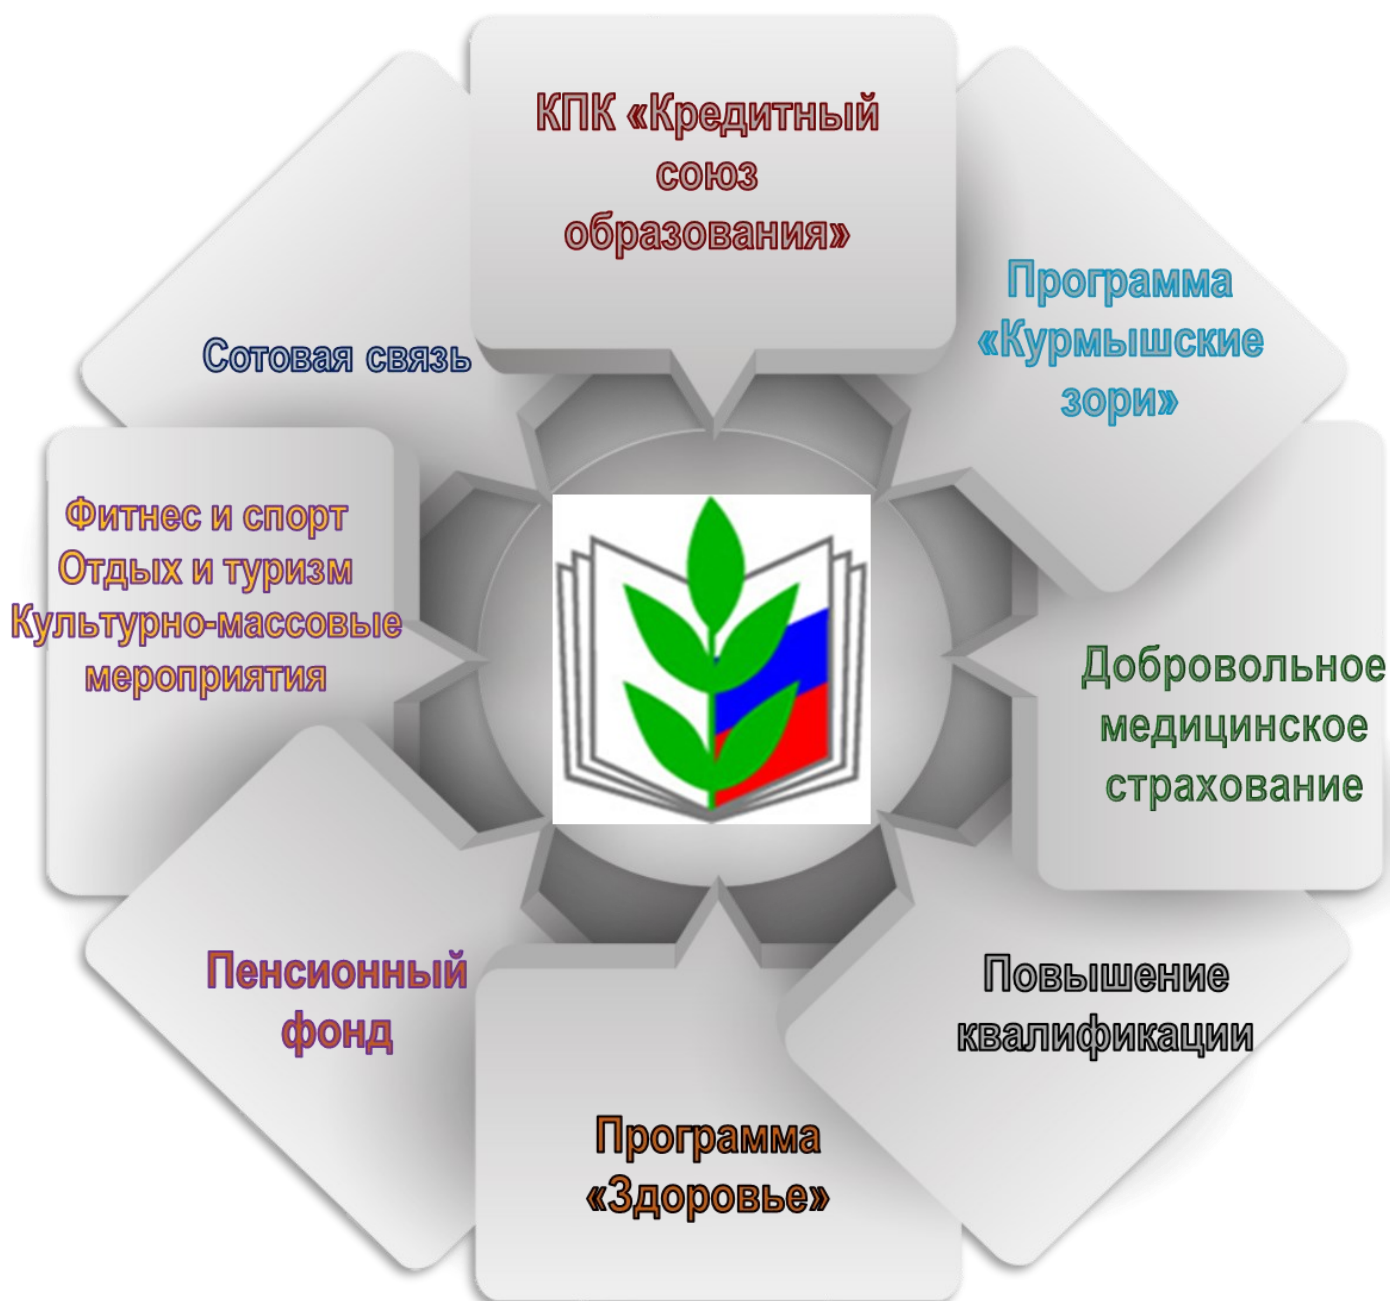 КПК «Кредитный
союз
образования»
Программа
«Курмышские
зори»
Добровольное
медицинское
страхование
Повышение
квалификации
Программа
«Здоровье»
Пенсионный
фонд
Фитнес и спорт
Отдых и туризм
Культурно-массовые
мероприятия
Сотовая связь